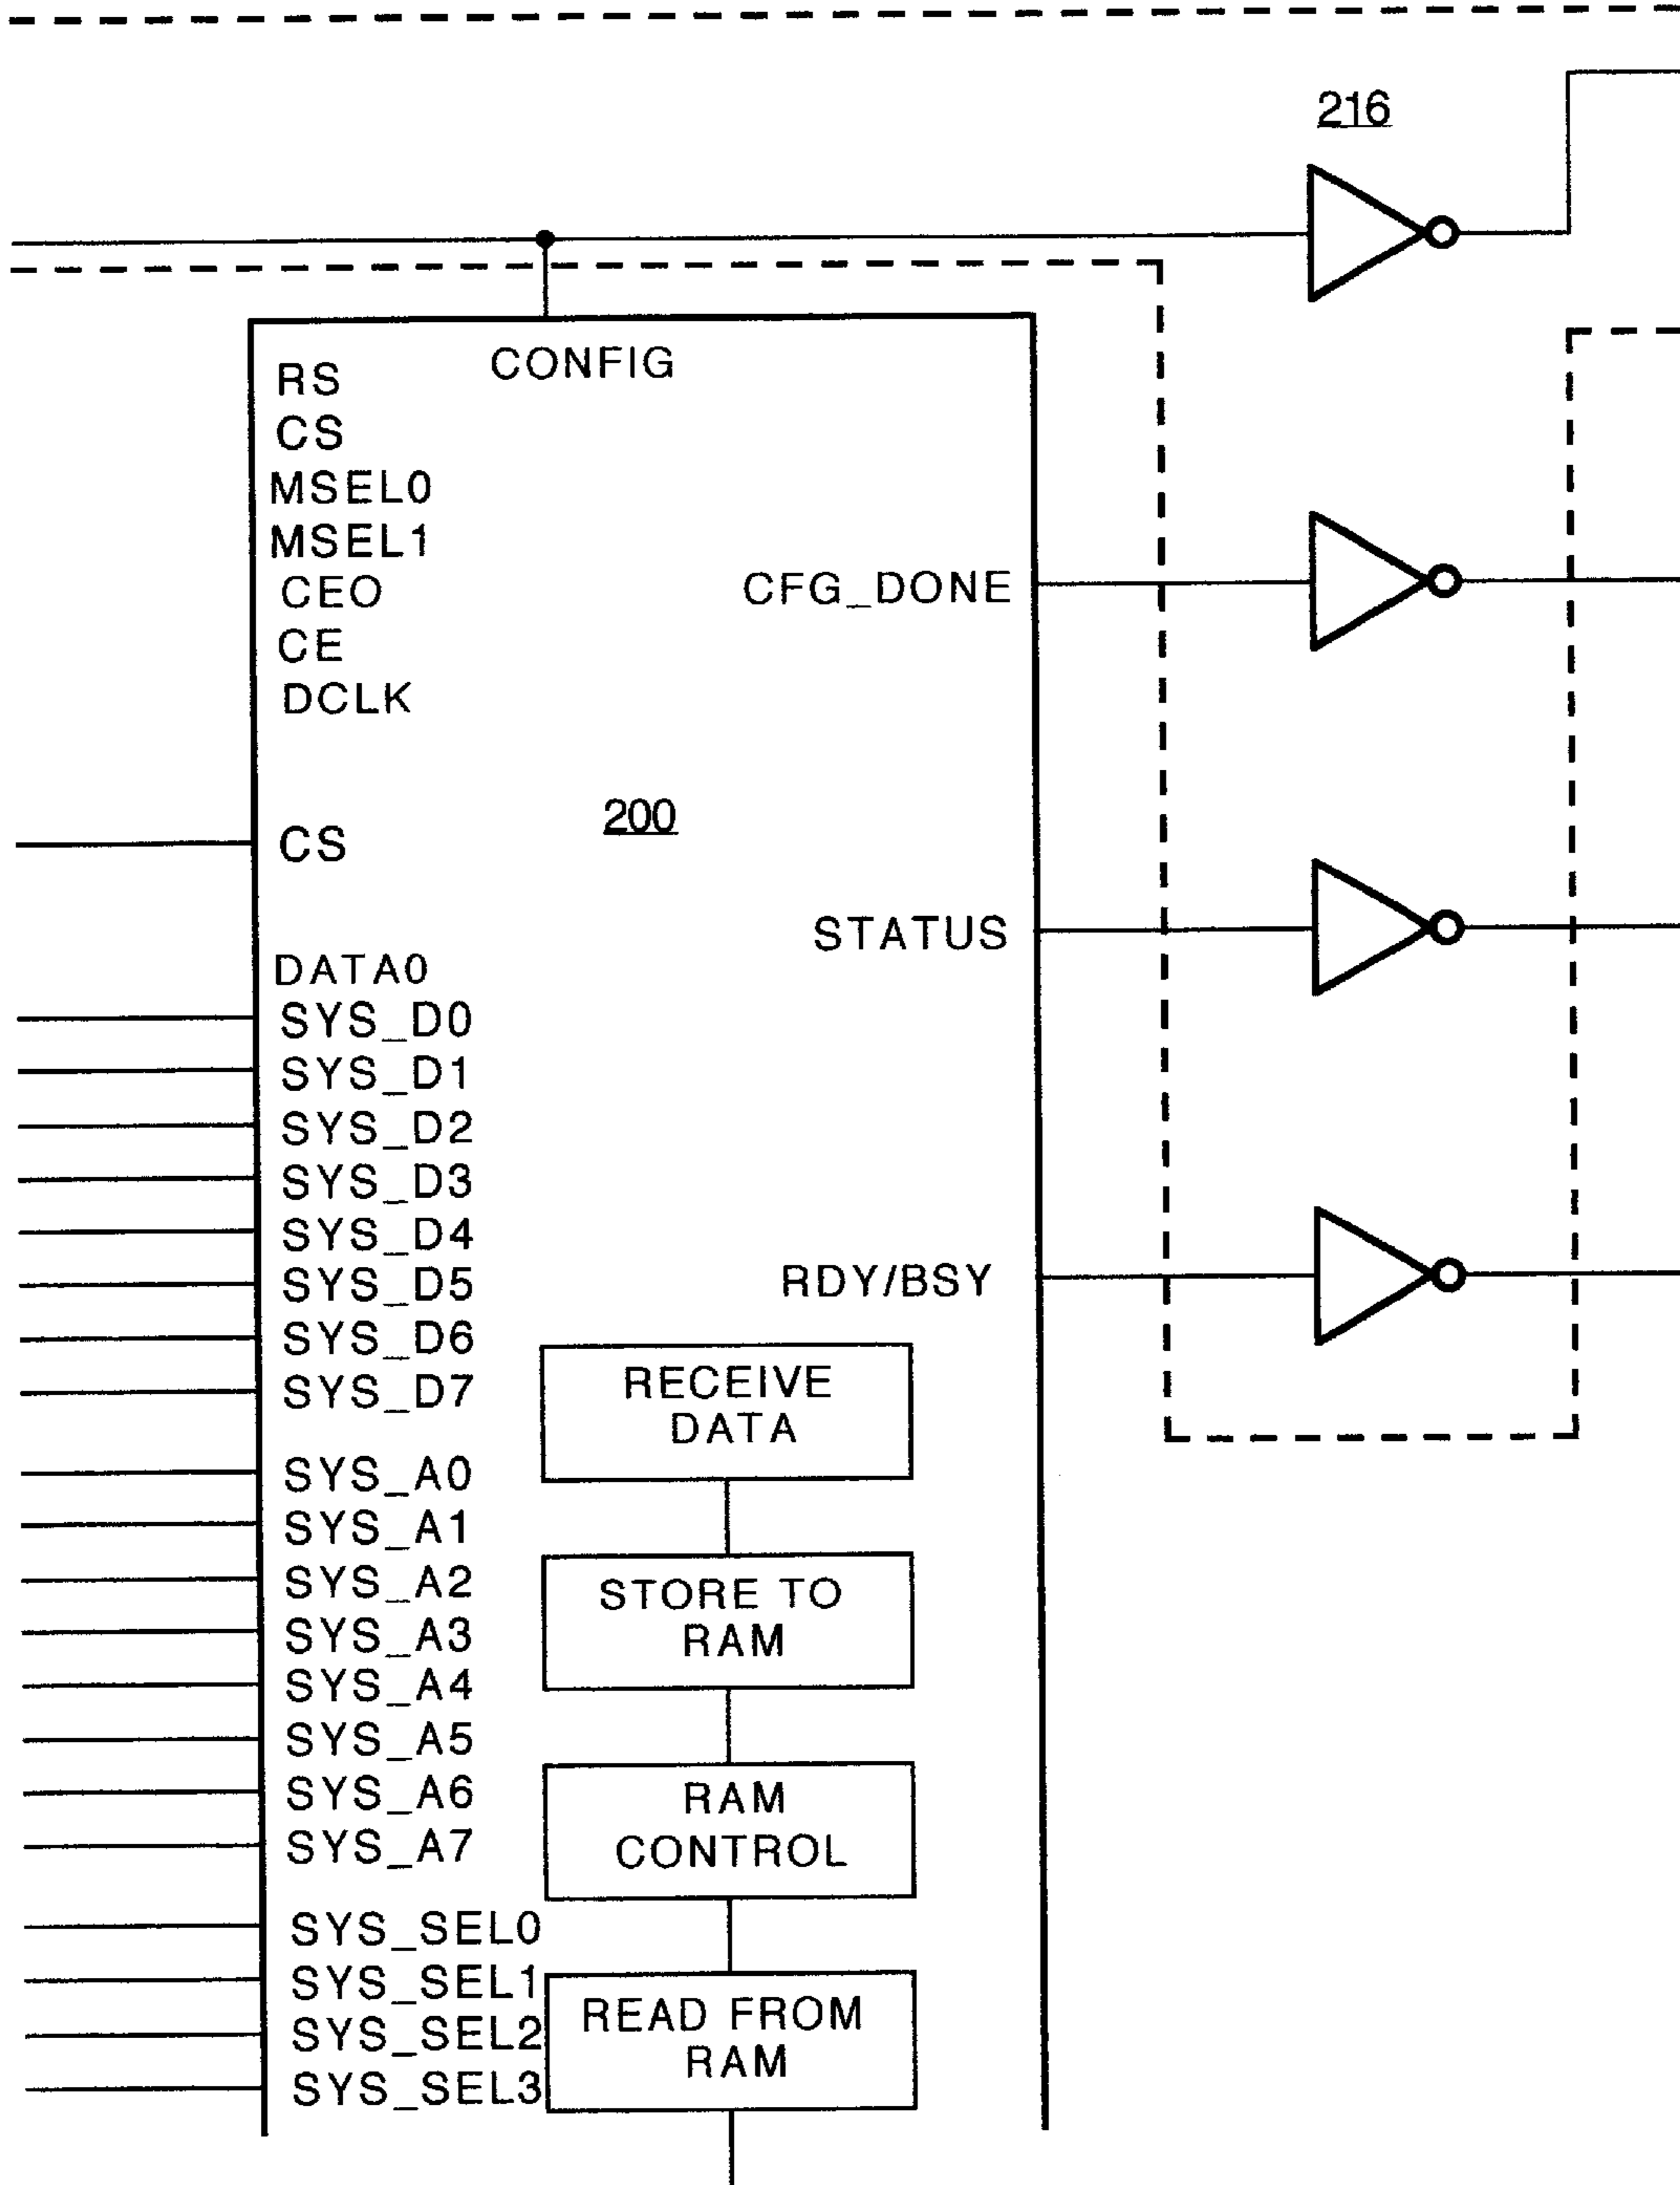 216
CONFIG
RS
CS
MSEL0
MSEL1
CEO
CFG_DONE
CE
DCLK
200
CS
STATUS
DATA0
SYS_D0
SYS_D1
SYS_D2
SYS_D3
SYS_D4
SYS_D5
RDY/BSY
SYS_D6
SYS_D7
RECEIVE
DATA
SYS_A0
SYS_A1
SYS_A2
SYS_A3
SYS_A4
SYS_A5
SYS_A6
SYS_A7
STORE TO
RAM
RAM
CONTROL
SYS_SEL0
SYS_SEL1
SYS_SEL2
SYS_SEL3
READ FROM
RAM